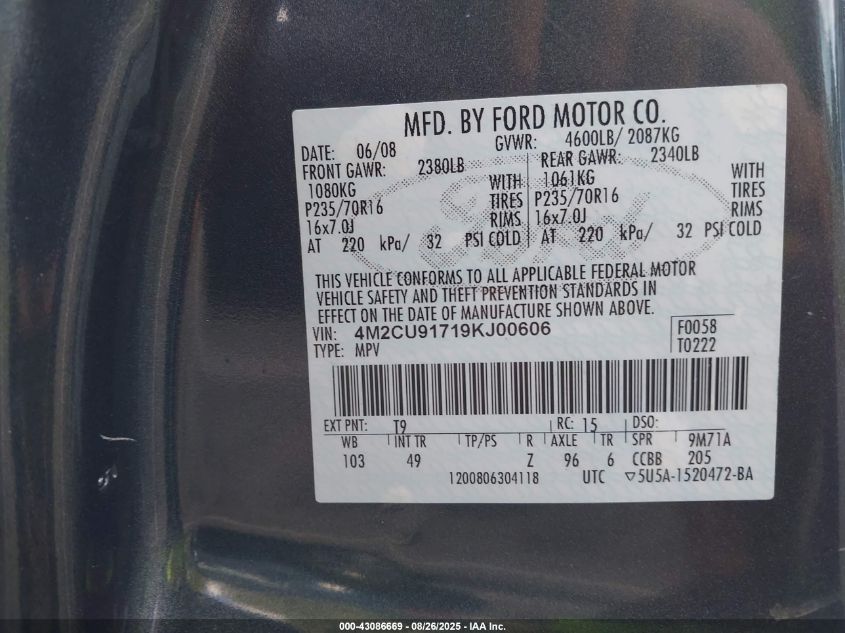 MFD. BY FORD MOTOR CO.
DATE: 06/08 GVWR: 4600LB/ 2087KG
FRONT GAWR: 2380LB REAR GAWR: 2340LB
1080KG WITH 1061KG WITH
P235/70R16 TIRES P235/70R16 TIRES
16x7.0J RIMS 16x7.0J RIMS
AT 220 kPa/ 32 PSI COLD AT 220 kPa/ 32 PSI COLD
THIS VEHICLE CONFORMS TO ALL APPLICABLE FEDERAL MOTOR
VEHICLE SAFETY AND THEFT PREVENTION STANDARDS IN
EFFECT ON THE DATE OF MANUFACTURE SHOWN ABOVE.
VIN: 4M2CU91719KJ00606 F0058
TYPE: MPV T0222
EXT PNT: T9 RC: 15 DSO:
WB INT TR TP/PS R AXLE TR SPR 9M71A
103 49 Z 96 6 CCBB 205
1200806304118 UTC ▽5U5A-1520472-BA
Ford
000-43086669 - 08/26/2025 - IAA Inc.